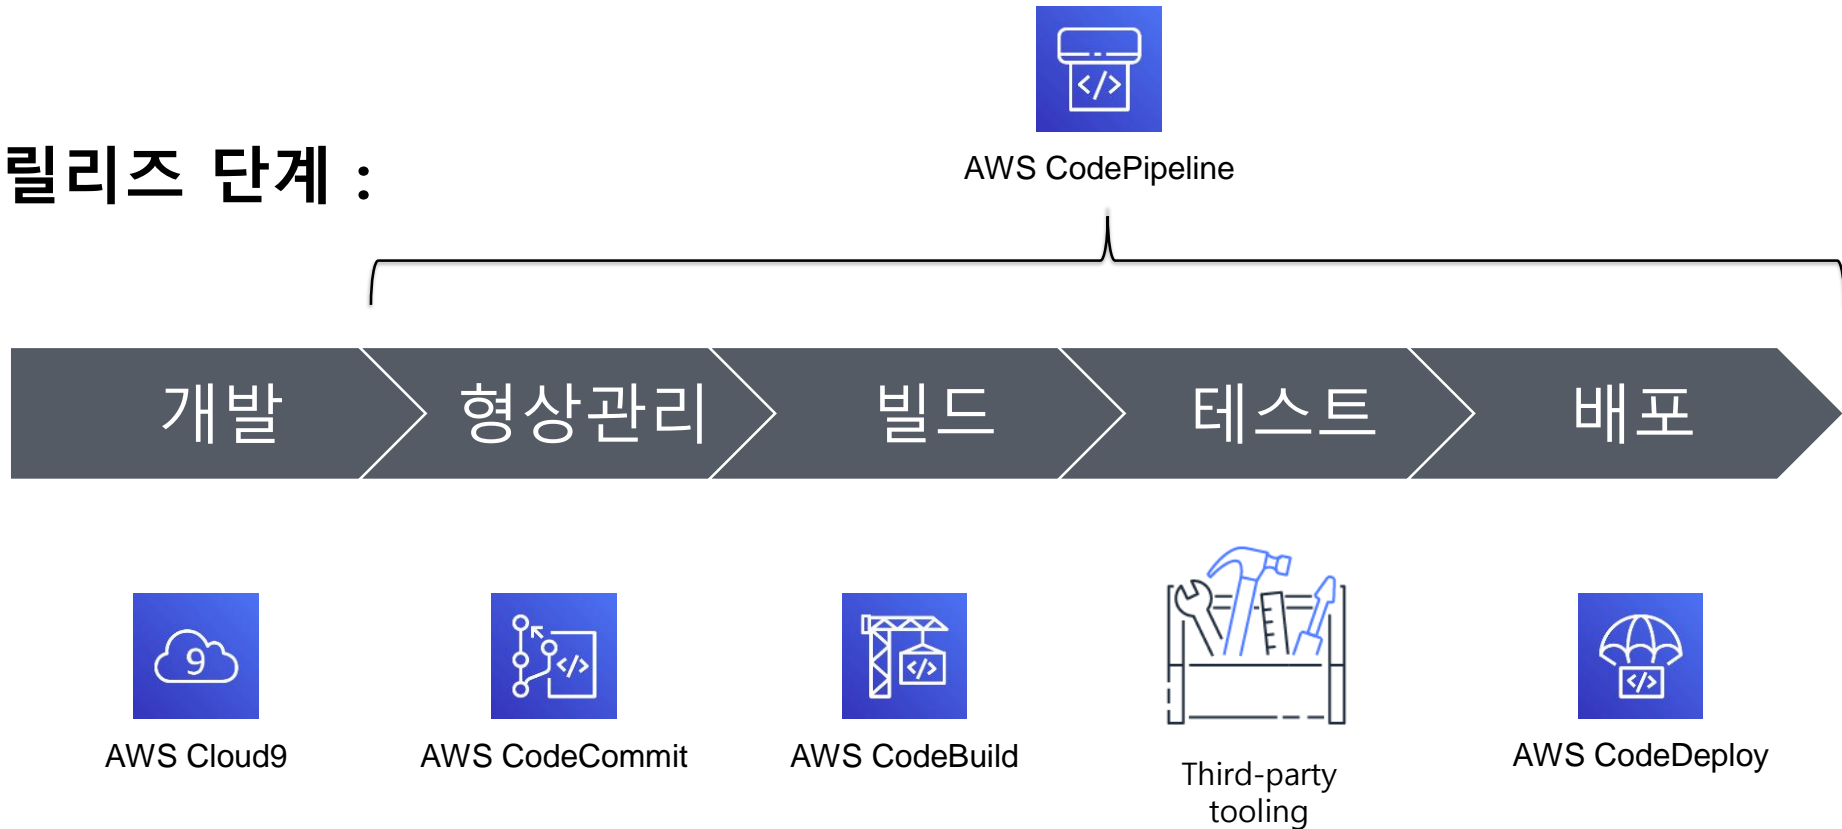 AWS CodePipeline
릴리즈 단계 :
개발
형상관리
빌드
테스트
배포
9
AWS Cloud9
</>
AWS CodeCommit
</>
AWS CodeBuild
Third-party
tooling
</>
AWS CodeDeploy